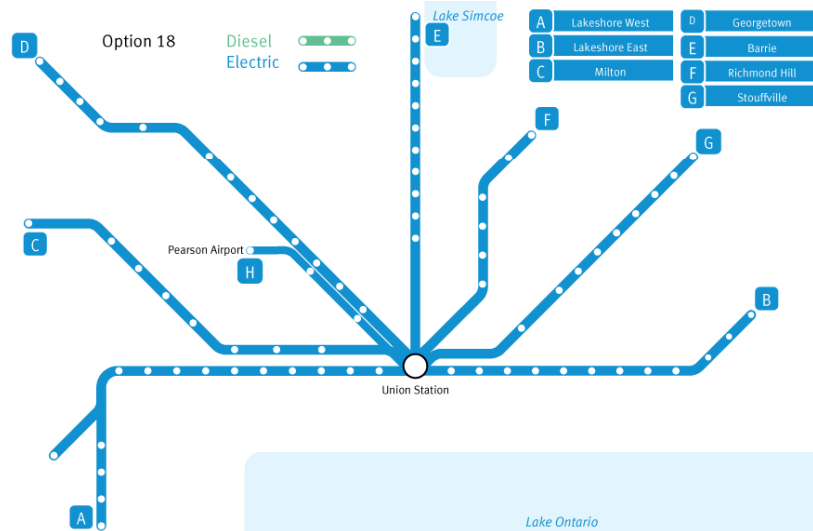 Lake Simcoe
Option 18
Diesel
Electric
A Lakeshore West
B Lakeshore East
C Milton
D Georgetown
E Barrie
F Richmond Hill
G Stouffville
D
E
F
G
C
Pearson Airport
H
B
Union Station
A
Lake Ontario